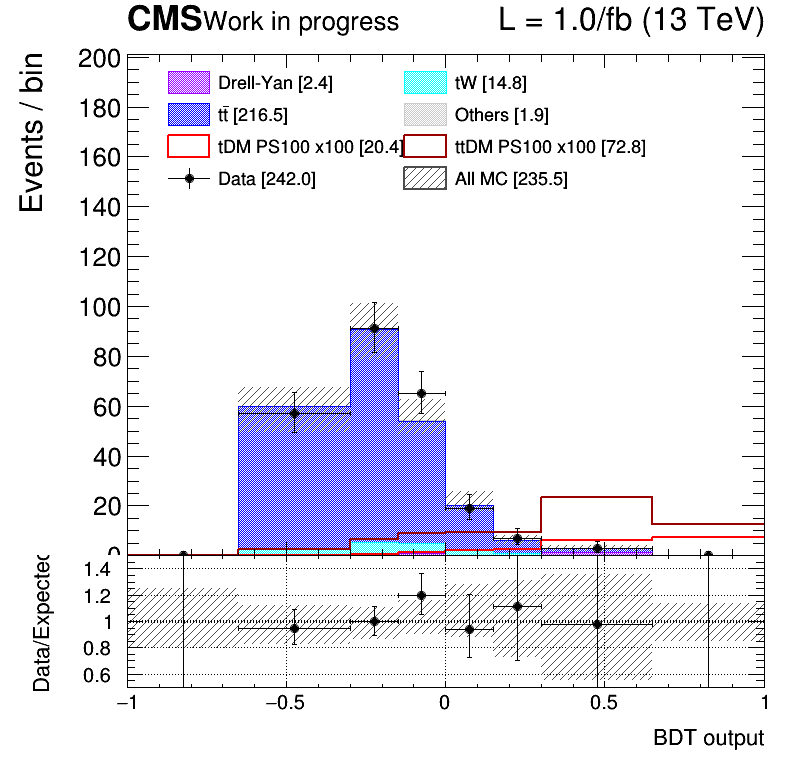 CMS Work in progress L = 1.0/fb (13 TeV)
Events / bin
200
180
160
140
120
100
80
60
40
20
0
Drell-Yan [2.4] tW [14.8]
tt̄ [216.5] Others [1.9]
tDM PS100 x100 [20.4] ttDM PS100 x100 [72.8]
Data [242.0] All MC [235.5]
Data/Expected
1.4
1.2
1
0.8
0.6
−1 −0.5 0 0.5 1
BDT output